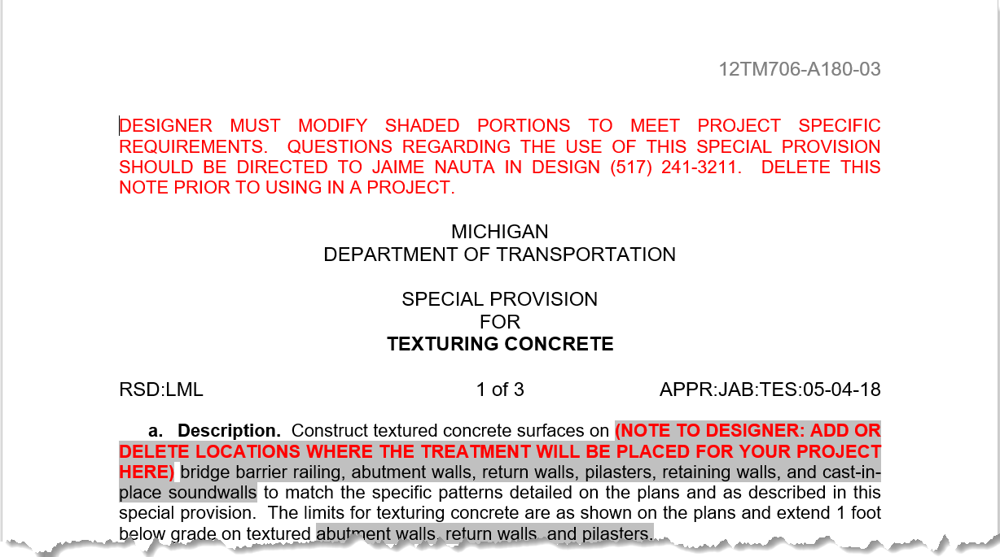 12TM706-A180-03
DESIGNER MUST MODIFY SHADED PORTIONS TO MEET PROJECT SPECIFIC
REQUIREMENTS. QUESTIONS REGARDING THE USE OF THIS SPECIAL PROVISION
SHOULD BE DIRECTED TO JAIME NAUTA IN DESIGN (517) 241-3211. DELETE THIS
NOTE PRIOR TO USING IN A PROJECT.
MICHIGAN
DEPARTMENT OF TRANSPORTATION
SPECIAL PROVISION
FOR
TEXTURING CONCRETE
RSD:LML 1 of 3 APPR:JAB:TES:05-04-18
a. Description. Construct textured concrete surfaces on (NOTE TO DESIGNER: ADD OR
DELETE LOCATIONS WHERE THE TREATMENT WILL BE PLACED FOR YOUR PROJECT
HERE) bridge barrier railing, abutment walls, return walls, pilasters, retaining walls, and cast-in-
place soundwalls to match the specific patterns detailed on the plans and as described in this
special provision. The limits for texturing concrete are as shown on the plans and extend 1 foot
below grade on textured abutment walls, return walls, and pilasters.